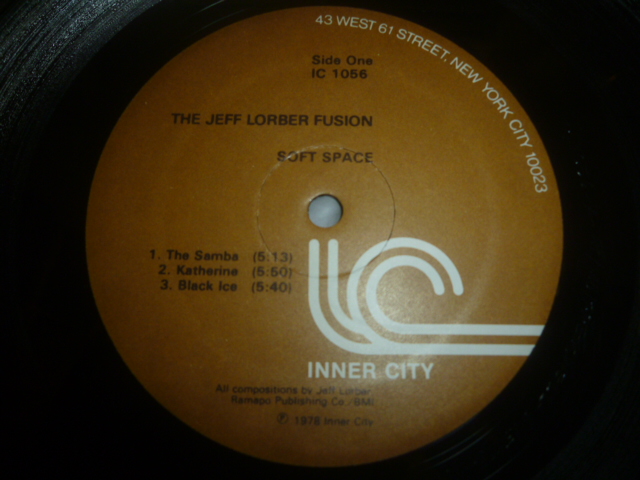 43 WEST 61 STREET, NEW YORK CITY 10023
Side One
IC 1056
THE JEFF LORBER FUSION
SOFT SPACE
1. The Samba (5:13)
2. Katherine (5:50)
3. Black Ice (5:40)
IC
INNER CITY
All compositions by Jeff Lorber
Ramapo Publishing Co./BMI
℗ 1978 Inner City